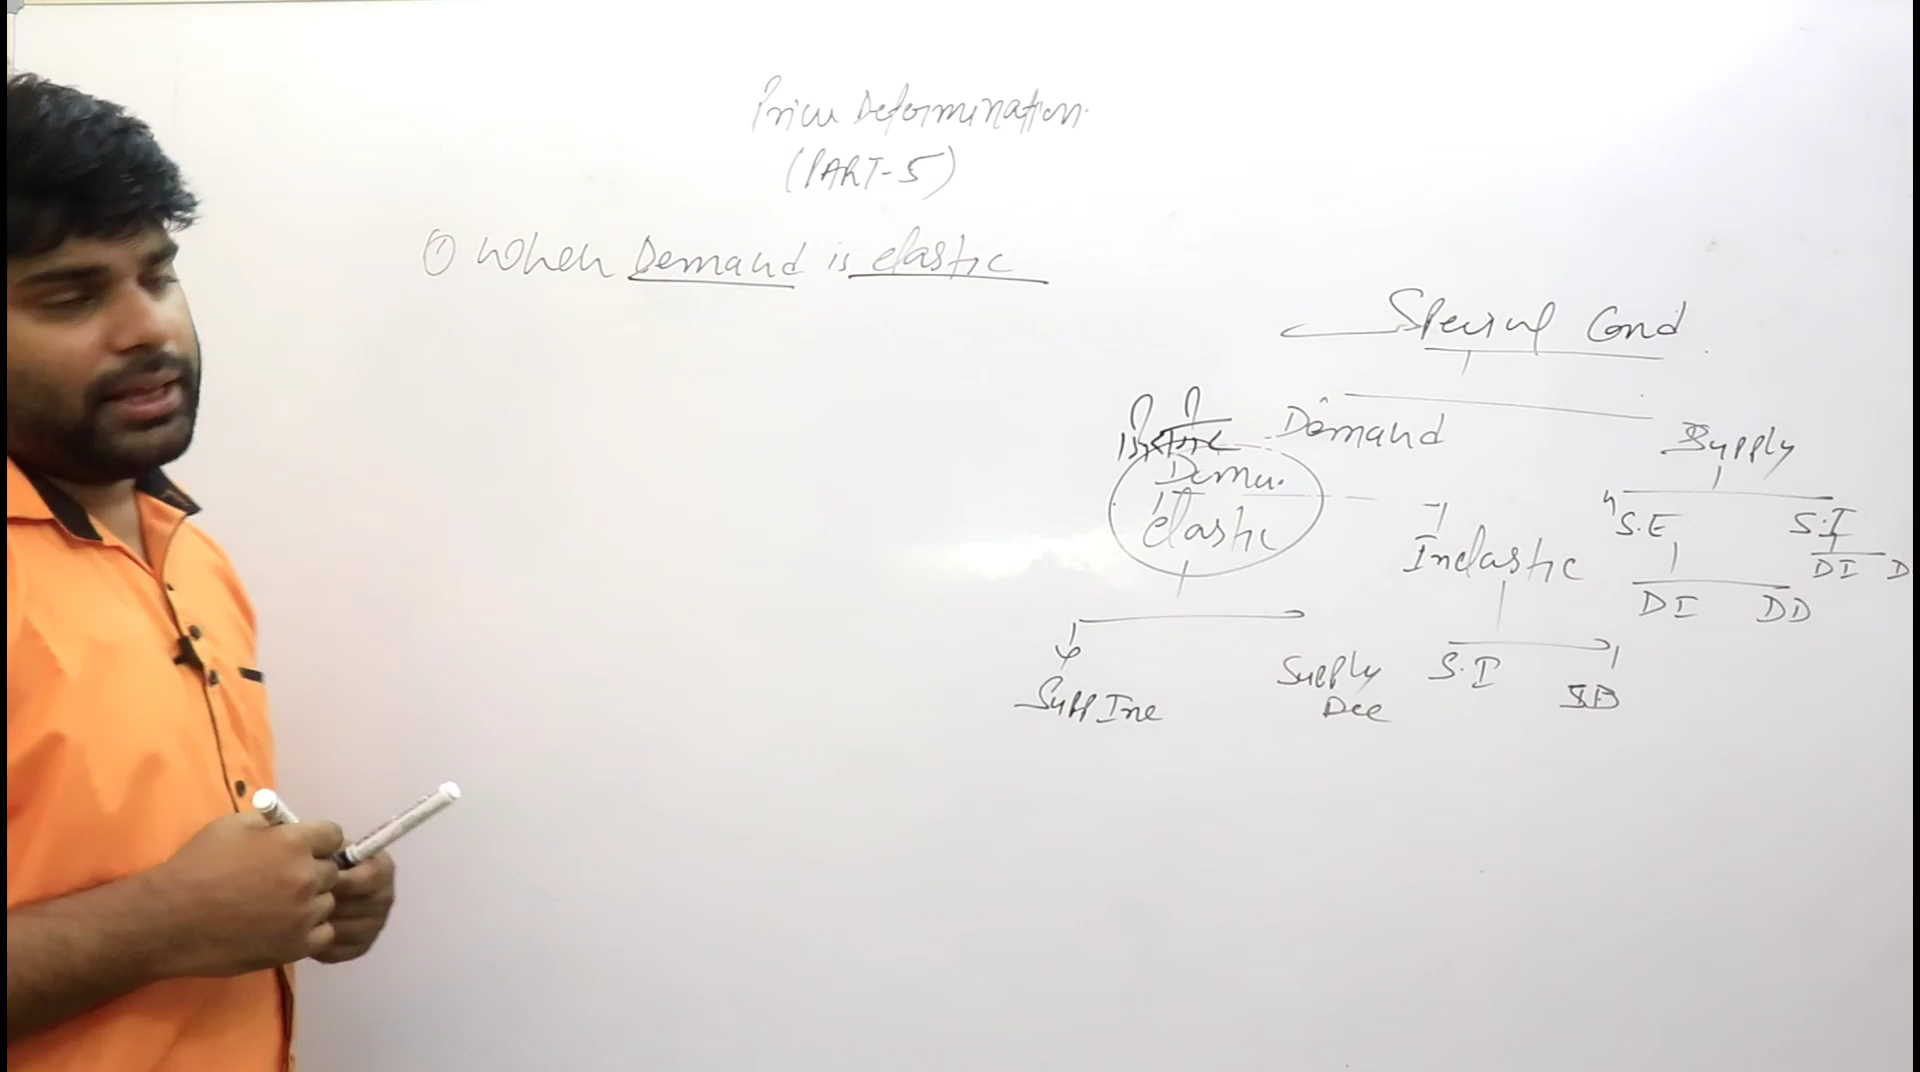 Price Determination.
(PART-5)
① When Demand is elastic
Special Cond
Demand
Supply
Dema.
elastic
Inelastic
S.E
S.I
DI
D
DI
DD
Supp Inc
Supply
Dec
S.I
SD